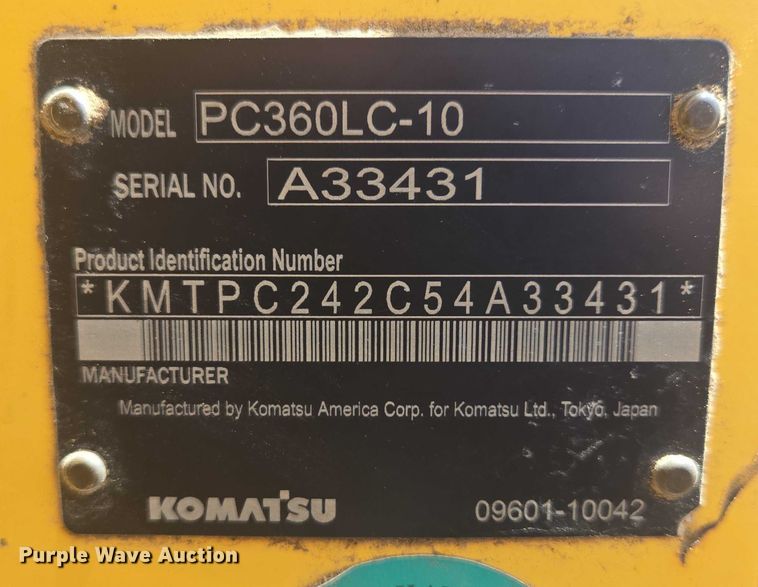 MODEL PC360LC-10
SERIAL NO. A33431
Product Identification Number
*KMTPC242C54A33431*
MANUFACTURER
Manufactured by Komatsu America Corp. for Komatsu Ltd., Tokyo, Japan
KOMATSU 09601-10042
Purple Wave Auction